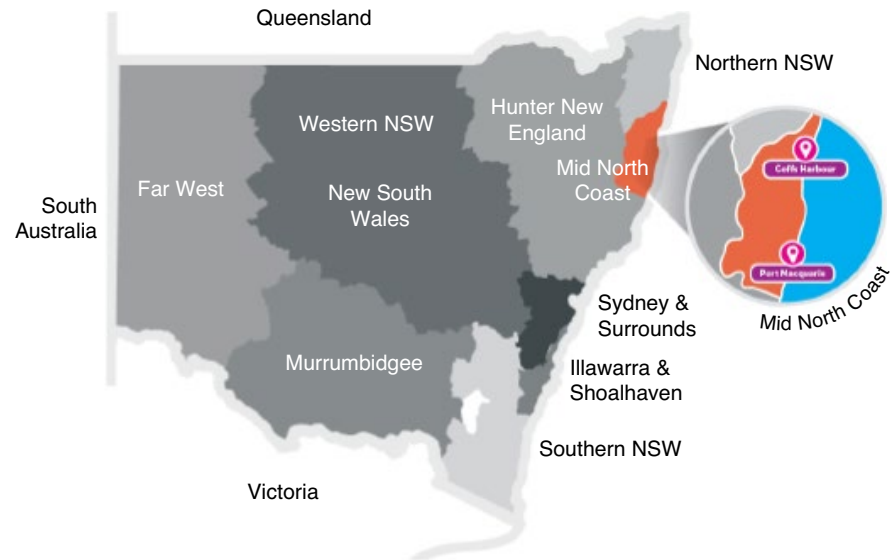 Queensland
Northern NSW
Western NSW
Hunter New
England
Coffs Harbour
Far West
Mid North
Coast
New South
Wales
South
Australia
Port Macquarie
Mid North Coast
Sydney &
Surrounds
Murrumbidgee
Illawarra &
Shoalhaven
Southern NSW
Victoria